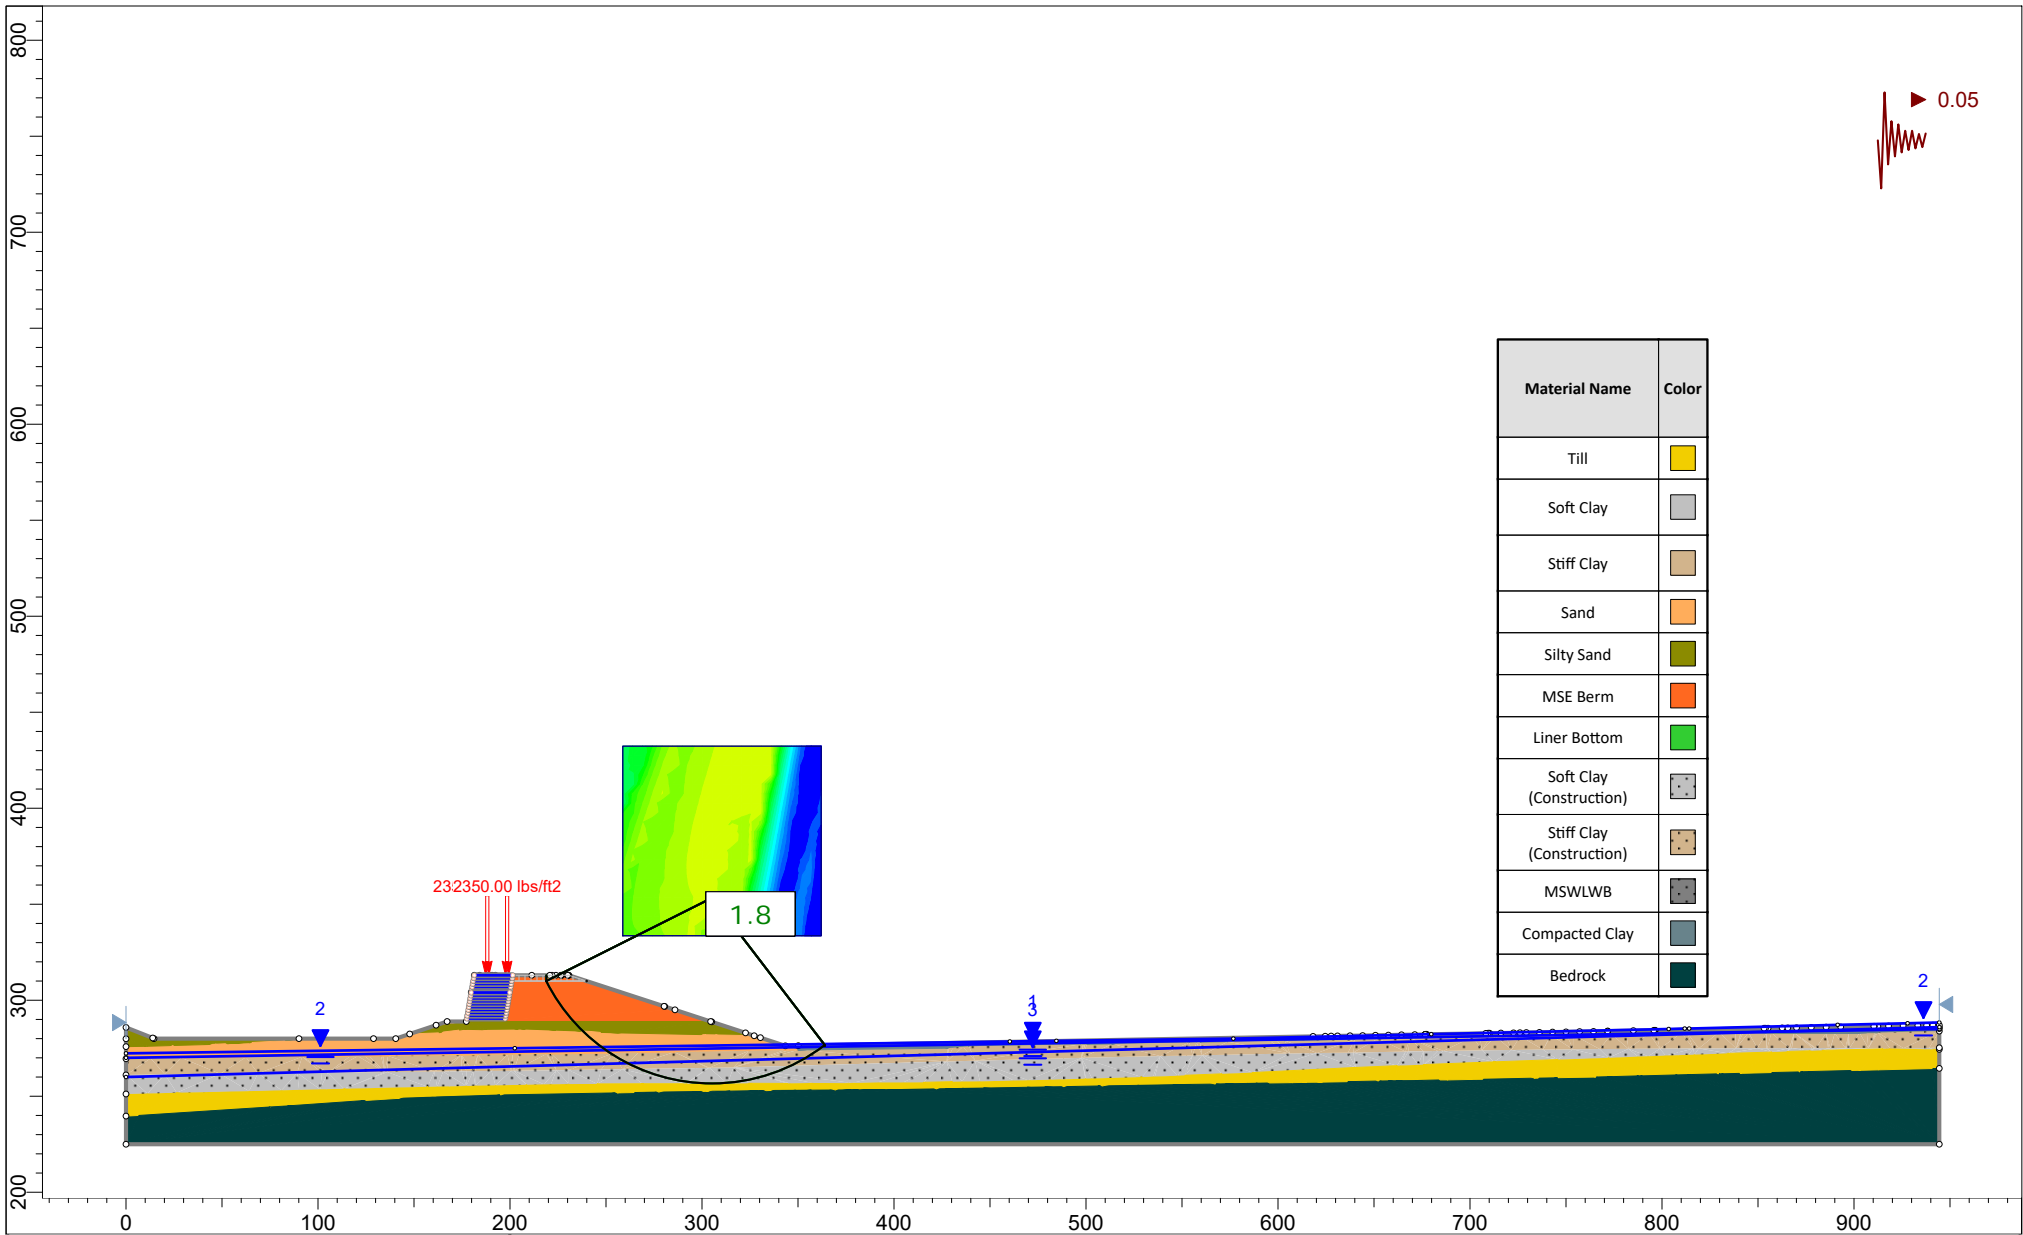 800
700
600
500
400
300
200
0.05
Material Name Color
Till
Soft Clay
Stiff Clay
Sand
Silty Sand
MSE Berm
Liner Bottom
Soft Clay
(Construction)
Stiff Clay
(Construction)
MSWLWB
Compacted Clay
Bedrock
2350.00 lbs/ft2
1.8
2
1
3
2
0 100 200 300 400 500 600 700 800 900